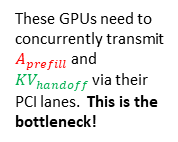 These GPUs need to
concurrently transmit
A_prefill and
KV_handoff via their
PCI lanes. This is the
bottleneck!